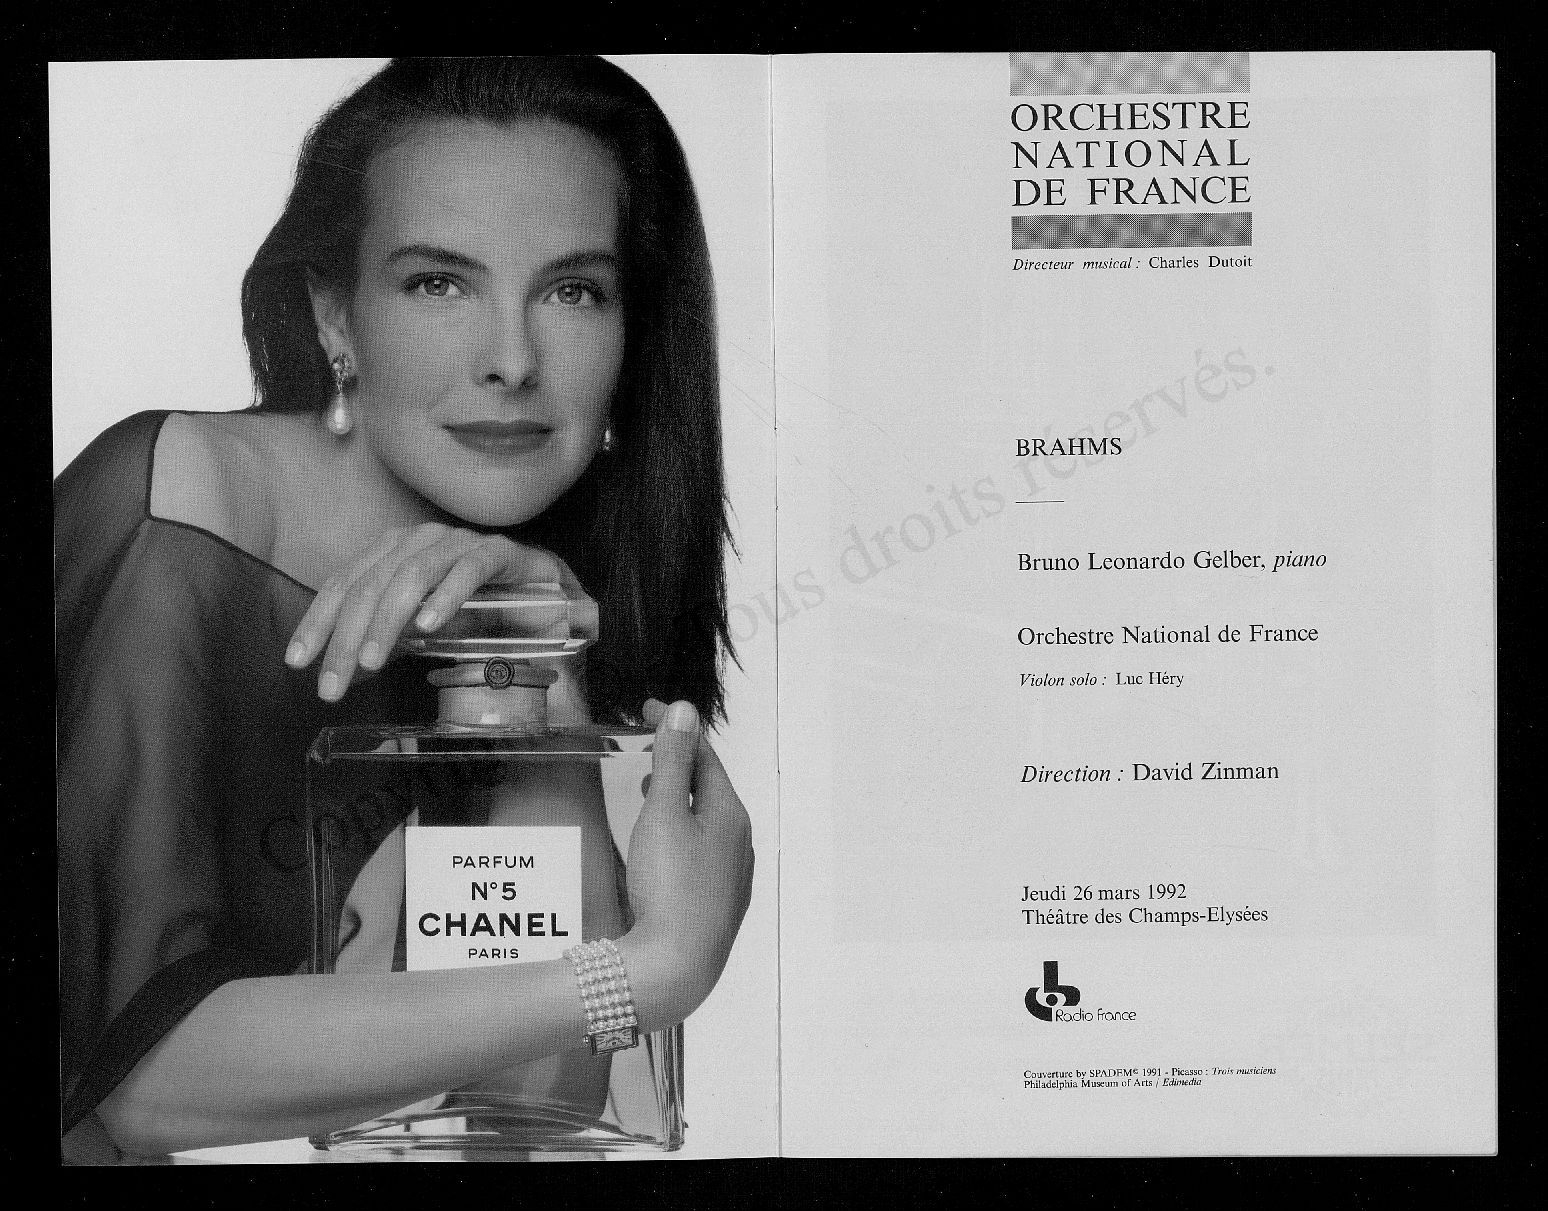 PARFUM
N°5
CHANEL
PARIS
ORCHESTRE
NATIONAL
DE FRANCE
Directeur musical : Charles Dutoit
BRAHMS
Bruno Leonardo Gelber, piano
Orchestre National de France
Violon solo : Luc Héry
Direction : David Zinman
Jeudi 26 mars 1992
Théâtre des Champs-Elysées
Radio France
Couverture by SPADEM© 1991 - Picasso : Trois musiciens
Philadelphia Museum of Arts / Edimedia
droits réservés.